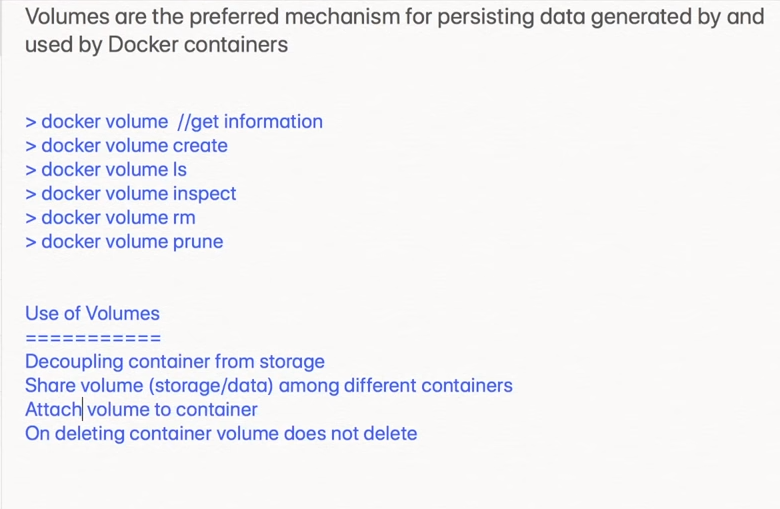 Volumes are the preferred mechanism for persisting data generated by and
used by Docker containers
> docker volume  //get information
> docker volume create
> docker volume ls
> docker volume inspect
> docker volume rm
> docker volume prune
Use of Volumes
===========
Decoupling container from storage
Share volume (storage/data) among different containers
Attach volume to container
On deleting container volume does not delete